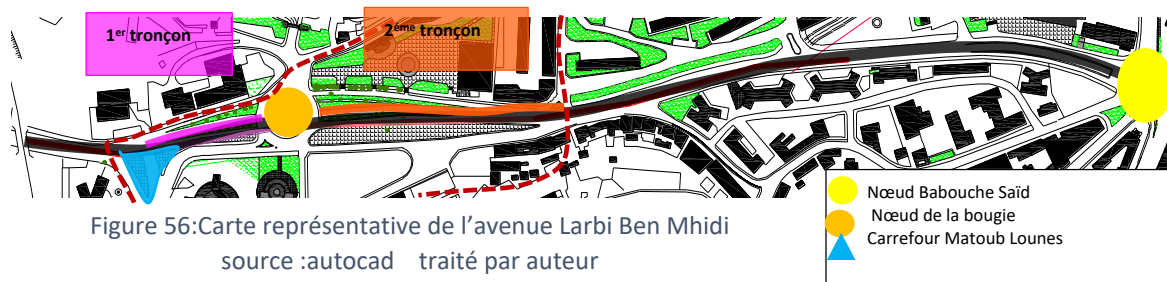 1er tronçon
2ème tronçon
Nœud Babouche Saïd
Nœud de la bougie
Carrefour Matoub Lounes
Figure 56:Carte représentative de l’avenue Larbi Ben Mhidi
source :autocad traité par auteur